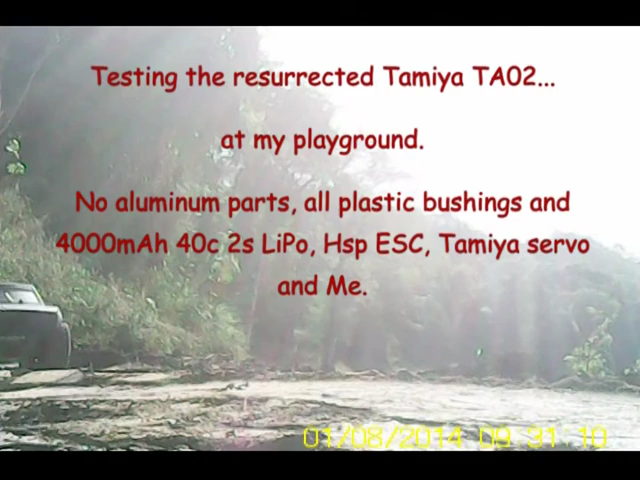 Testing the resurrected Tamiya TA02...
at my playground.
No aluminum parts, all plastic bushings and
4000mAh 40c 2s LiPo, Hsp ESC, Tamiya servo
and Me.
01/08/2014 09:31:10